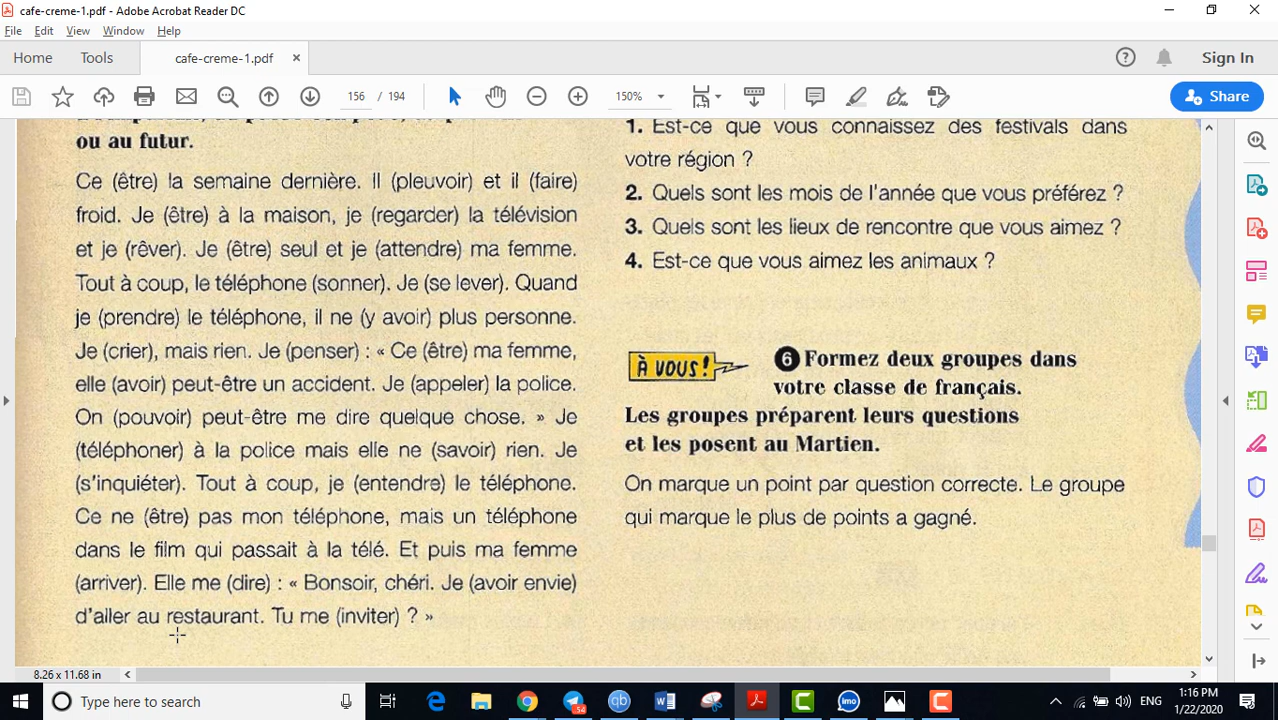 cafe-creme-1.pdf - Adobe Acrobat Reader DC
File Edit View Window Help
Home Tools cafe-creme-1.pdf × Sign In
156 / 194 150% Share
ou au futur.
Ce (être) la semaine dernière. Il (pleuvoir) et il (faire)
froid. Je (être) à la maison, je (regarder) la télévision
et je (rêver). Je (être) seul et je (attendre) ma femme.
Tout à coup, le téléphone (sonner). Je (se lever). Quand
je (prendre) le téléphone, il ne (y avoir) plus personne.
Je (crier), mais rien. Je (penser) : « Ce (être) ma femme,
elle (avoir) peut-être un accident. Je (appeler) la police.
On (pouvoir) peut-être me dire quelque chose. » Je
(téléphoner) à la police mais elle ne (savoir) rien. Je
(s'inquiéter). Tout à coup, je (entendre) le téléphone.
Ce ne (être) pas mon téléphone, mais un téléphone
dans le film qui passait à la télé. Et puis ma femme
(arriver). Elle me (dire) : « Bonsoir, chéri. Je (avoir envie)
d'aller au restaurant. Tu me (inviter) ? »
1. Est-ce que vous connaissez des festivals dans
votre région ?
2. Quels sont les mois de l'année que vous préférez ?
3. Quels sont les lieux de rencontre que vous aimez ?
4. Est-ce que vous aimez les animaux ?
À VOUS! 6 Formez deux groupes dans
votre classe de français.
Les groupes préparent leurs questions
et les posent au Martien.
On marque un point par question correcte. Le groupe
qui marque le plus de points a gagné.
8.26 x 11.68 in
Type here to search
54
qb
imo
ENG
1:16 PM
1/22/2020